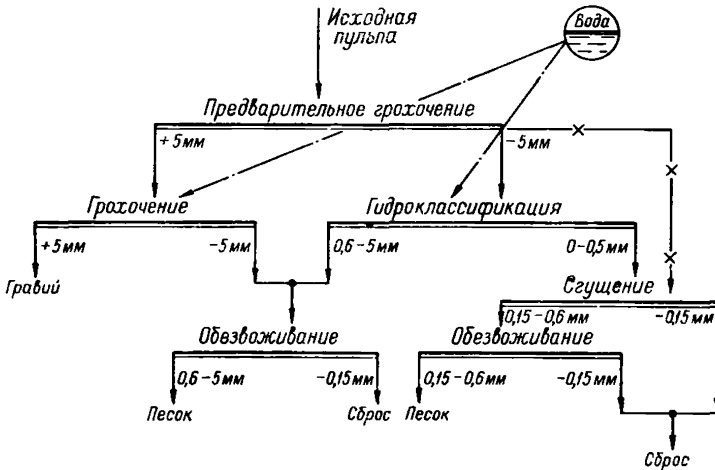 Исходная
пульпа
Вода
Предварительное грохочение
+5мм
−5мм
Грохочение
Гидроклассификация
+5мм
−5мм
0,6−5мм
0−0,5мм
Гравий
Сгущение
0,15−0,6мм
−0,15мм
Обезвоживание
Обезвоживание
0,6−5мм
−0,15мм
0,15−0,6мм
−0,15мм
Песок
Сброс
Песок
Сброс